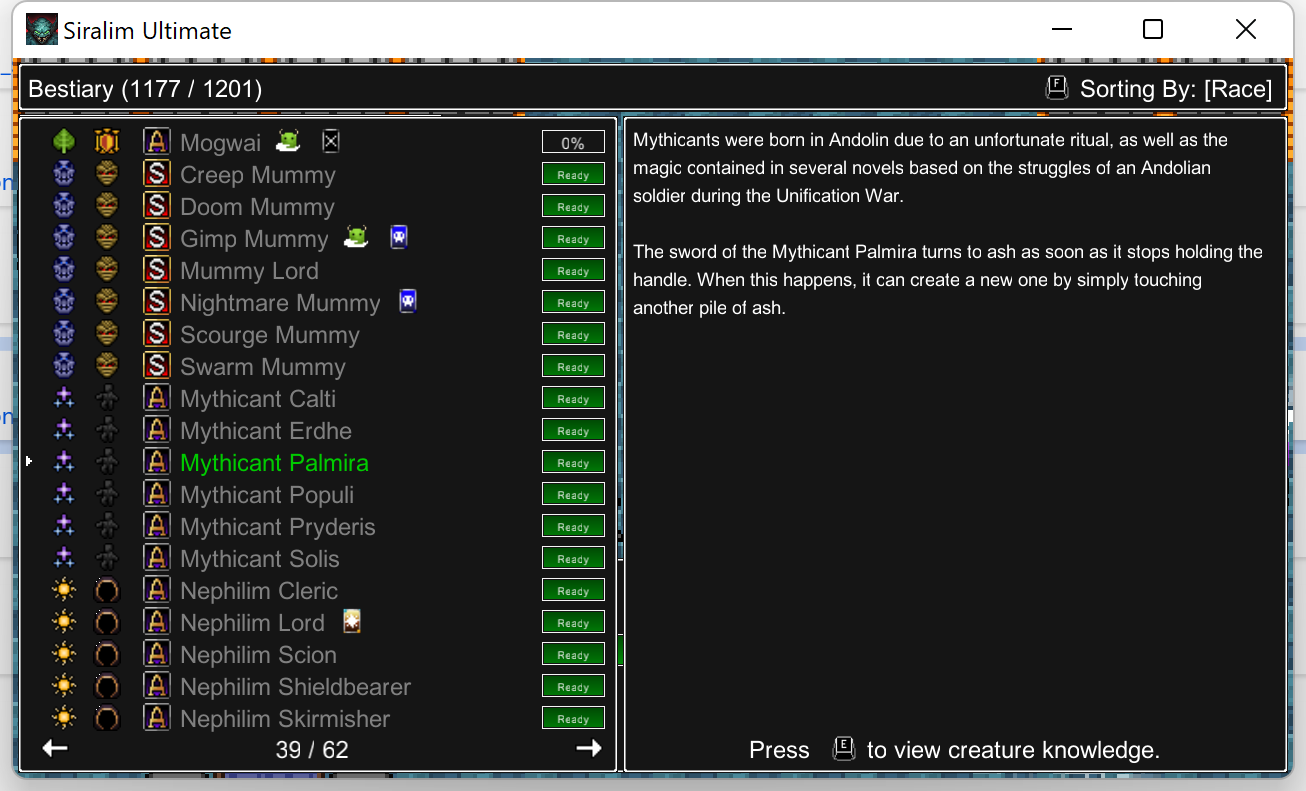 Siralim Ultimate
Bestiary (1177 / 1201)
F Sorting By: [Race]
A Mogwai 0%
S Creep Mummy Ready
S Doom Mummy Ready
S Gimp Mummy Ready
S Mummy Lord Ready
S Nightmare Mummy Ready
S Scourge Mummy Ready
S Swarm Mummy Ready
A Mythicant Calti Ready
A Mythicant Erdhe Ready
A Mythicant Palmira Ready
A Mythicant Populi Ready
A Mythicant Pryderis Ready
A Mythicant Solis Ready
A Nephilim Cleric Ready
A Nephilim Lord Ready
A Nephilim Scion Ready
A Nephilim Shieldbearer Ready
A Nephilim Skirmisher Ready
39 / 62
Mythicants were born in Andolin due to an unfortunate ritual, as well as the
magic contained in several novels based on the struggles of an Andolian
soldier during the Unification War.
The sword of the Mythicant Palmira turns to ash as soon as it stops holding the
handle. When this happens, it can create a new one by simply touching
another pile of ash.
Press E to view creature knowledge.